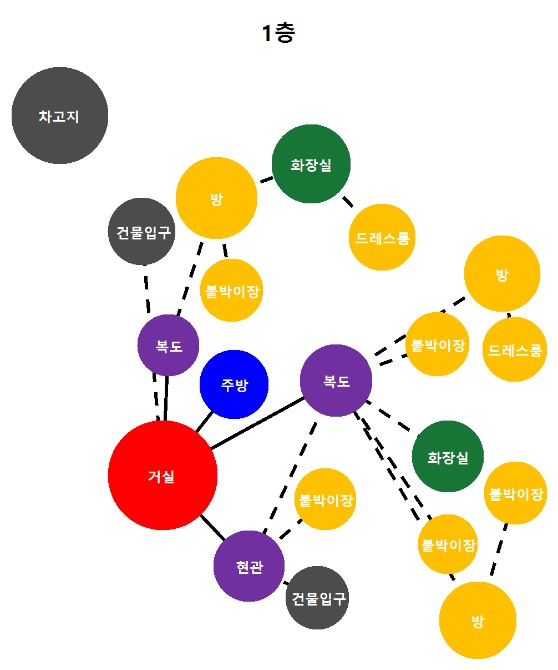 1층
차고지
화장실
방
건물입구
드레스룸
방
붙박이장
복도
붙박이장
드레스룸
주방
복도
화장실
거실
붙박이장
붙박이장
붙박이장
현관
건물입구
방